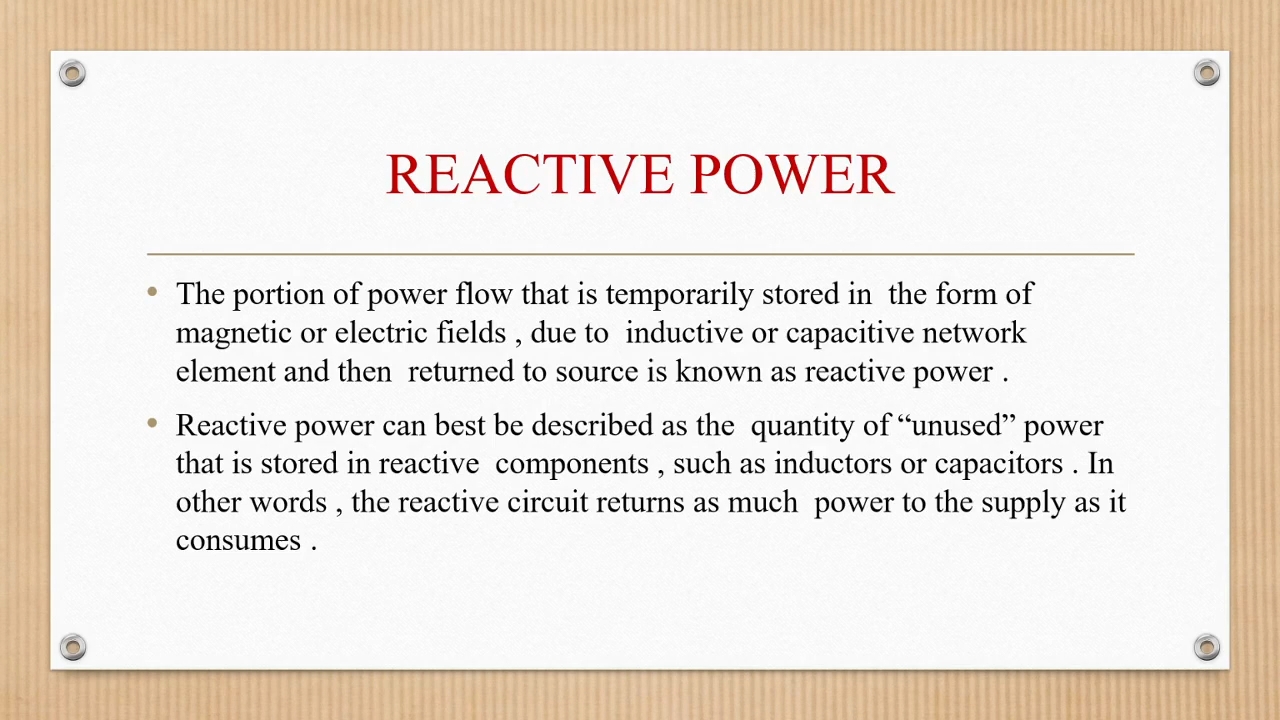 REACTIVE POWER
• The portion of power flow that is temporarily stored in  the form of
magnetic or electric fields , due to  inductive or capacitive network
element and then  returned to source is known as reactive power .
• Reactive power can best be described as the  quantity of “unused” power
that is stored in reactive  components , such as inductors or capacitors . In
other words , the reactive circuit returns as much  power to the supply as it
consumes .